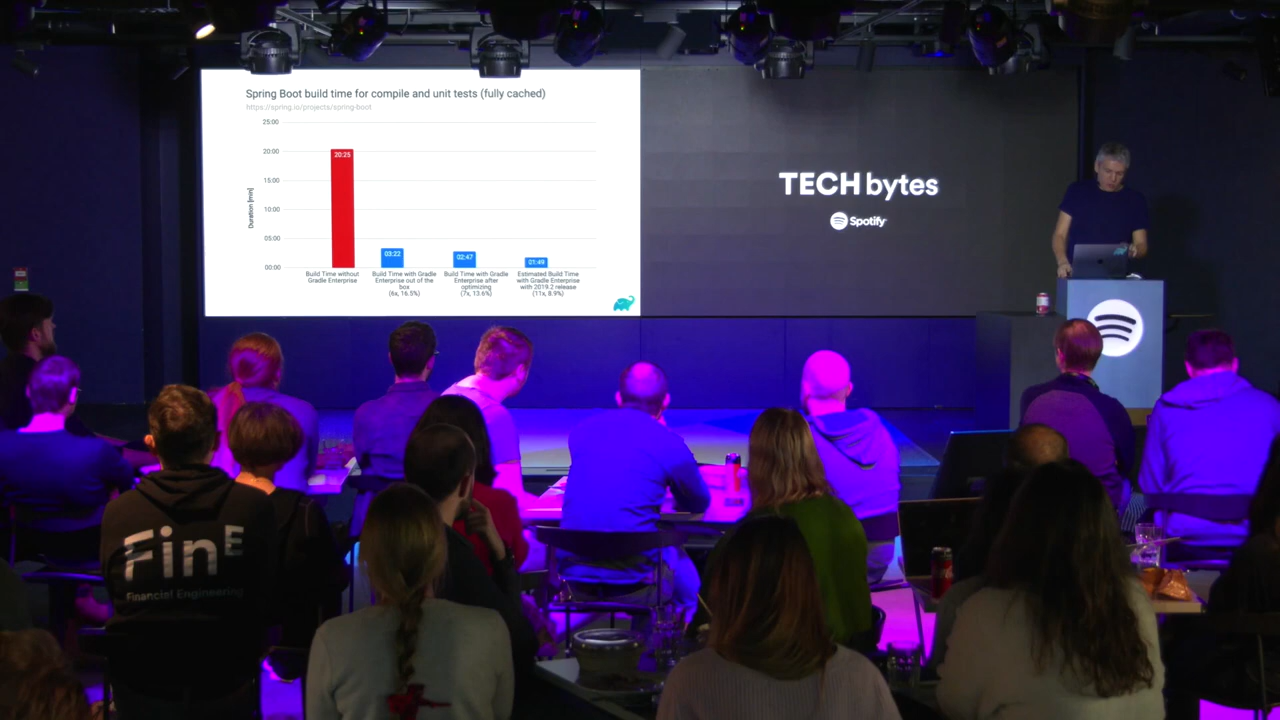 Spring Boot build time for compile and unit tests (fully cached)
https://spring.io/projects/spring-boot
25:00
20:00
15:00
10:00
05:00
00:00
Duration [min]
20:25
03:22
02:47
01:49
Build Time without
Gradle Enterprise
Build Time with Gradle
Enterprise out of the
box
(6x, 16.5%)
Build Time with Gradle
Enterprise after
optimizing
(7x, 13.6%)
Estimated Build Time
with Gradle Enterprise
with 2019.2 release
(11x, 8.9%)
TECH bytes
Spotify
FinE
Financial Engineering